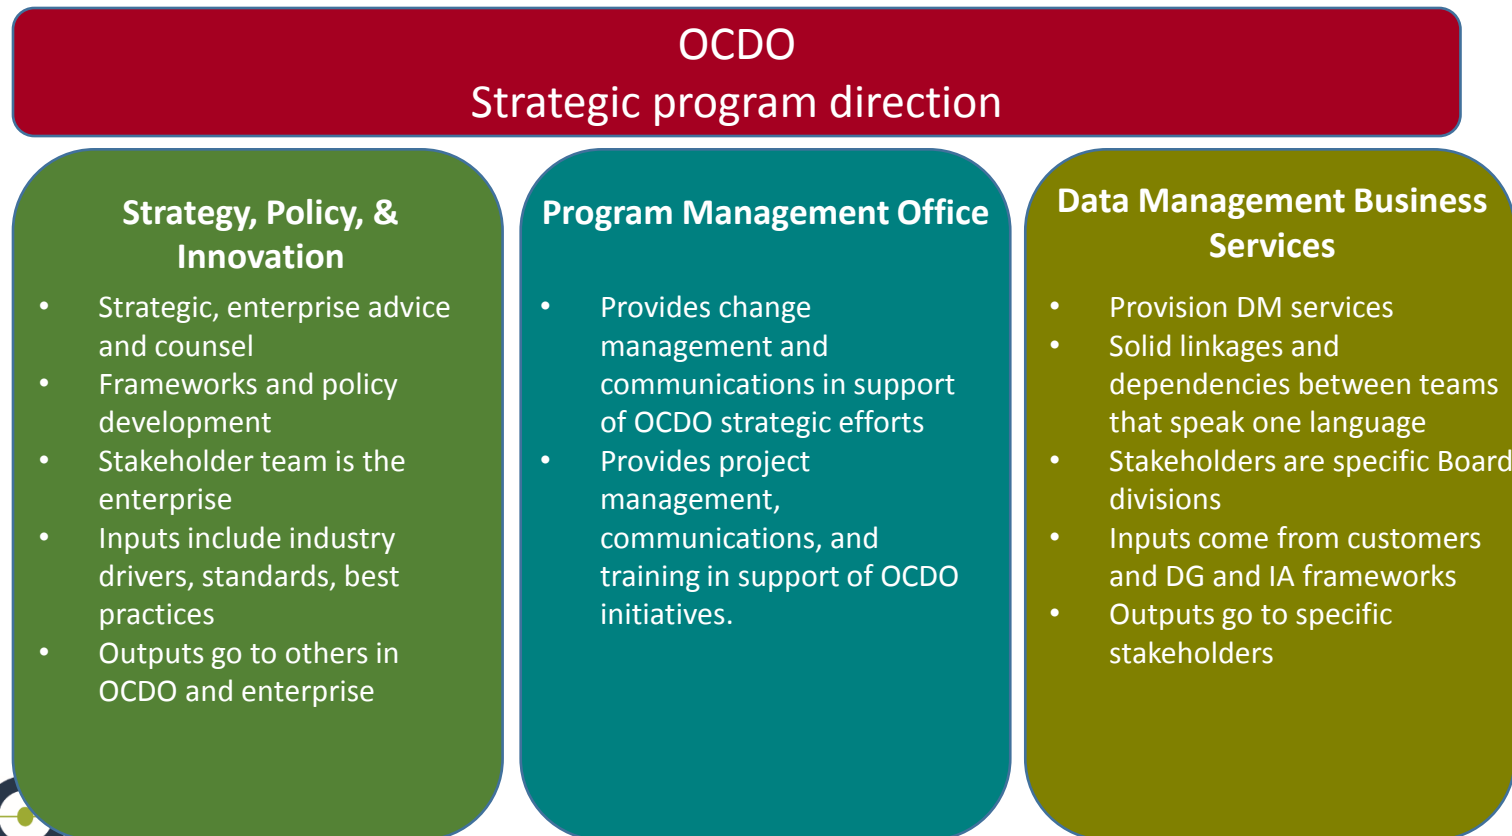 OCDO
Strategic program direction
Strategy, Policy, &
Innovation
• Strategic, enterprise advice
and counsel
• Frameworks and policy
development
• Stakeholder team is the
enterprise
• Inputs include industry
drivers, standards, best
practices
• Outputs go to others in
OCDO and enterprise
Program Management Office
• Provides change
management and
communications in support
of OCDO strategic efforts
• Provides project
management,
communications, and
training in support of OCDO
initiatives.
Data Management Business
Services
• Provision DM services
• Solid linkages and
dependencies between teams
that speak one language
• Stakeholders are specific Board
divisions
• Inputs come from customers
and DG and IA frameworks
• Outputs go to specific
stakeholders